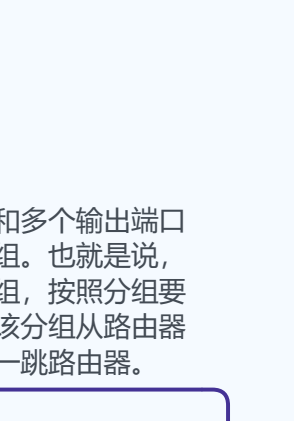 和多个输出端口
组。也就是说，
组，按照分组要
该分组从路由器
一跳路由器。